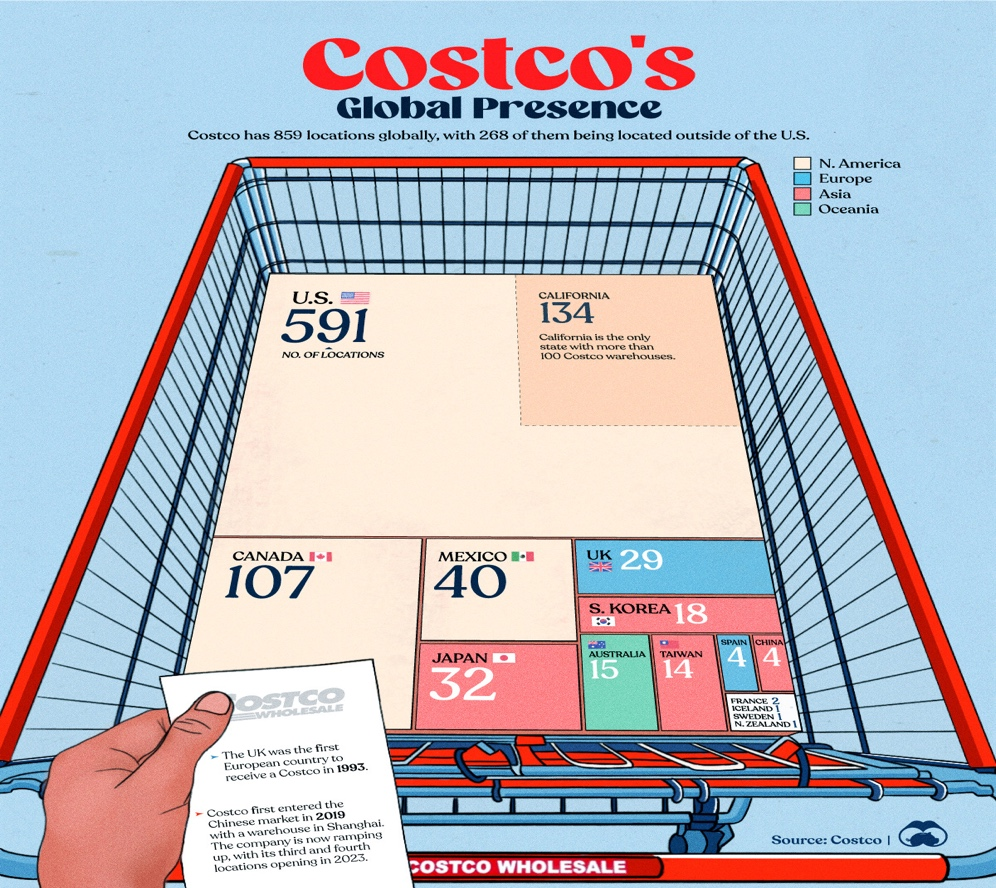 Costco's
Global Presence
Costco has 859 locations globally, with 268 of them being located outside of the U.S.
N. America
Europe
Asia
Oceania
U.S.
591
NO. OF LOCATIONS
CALIFORNIA
134
California is the only
state with more than
100 Costco warehouses.
CANADA
107
MEXICO
40
UK 29
S. KOREA 18
JAPAN
32
AUSTRALIA
15
TAIWAN
14
SPAIN
4
CHINA
4
FRANCE 2
ICELAND 1
SWEDEN 1
N. ZEALAND 1
COSTCO
WHOLESALE
The UK was the first
European country to
receive a Costco in 1993.
Costco first entered the
Chinese market in 2019
with a warehouse in Shanghai.
The company is now ramping
up, with its third and fourth
locations opening in 2023.
Source: Costco |
COSTCO WHOLESALE